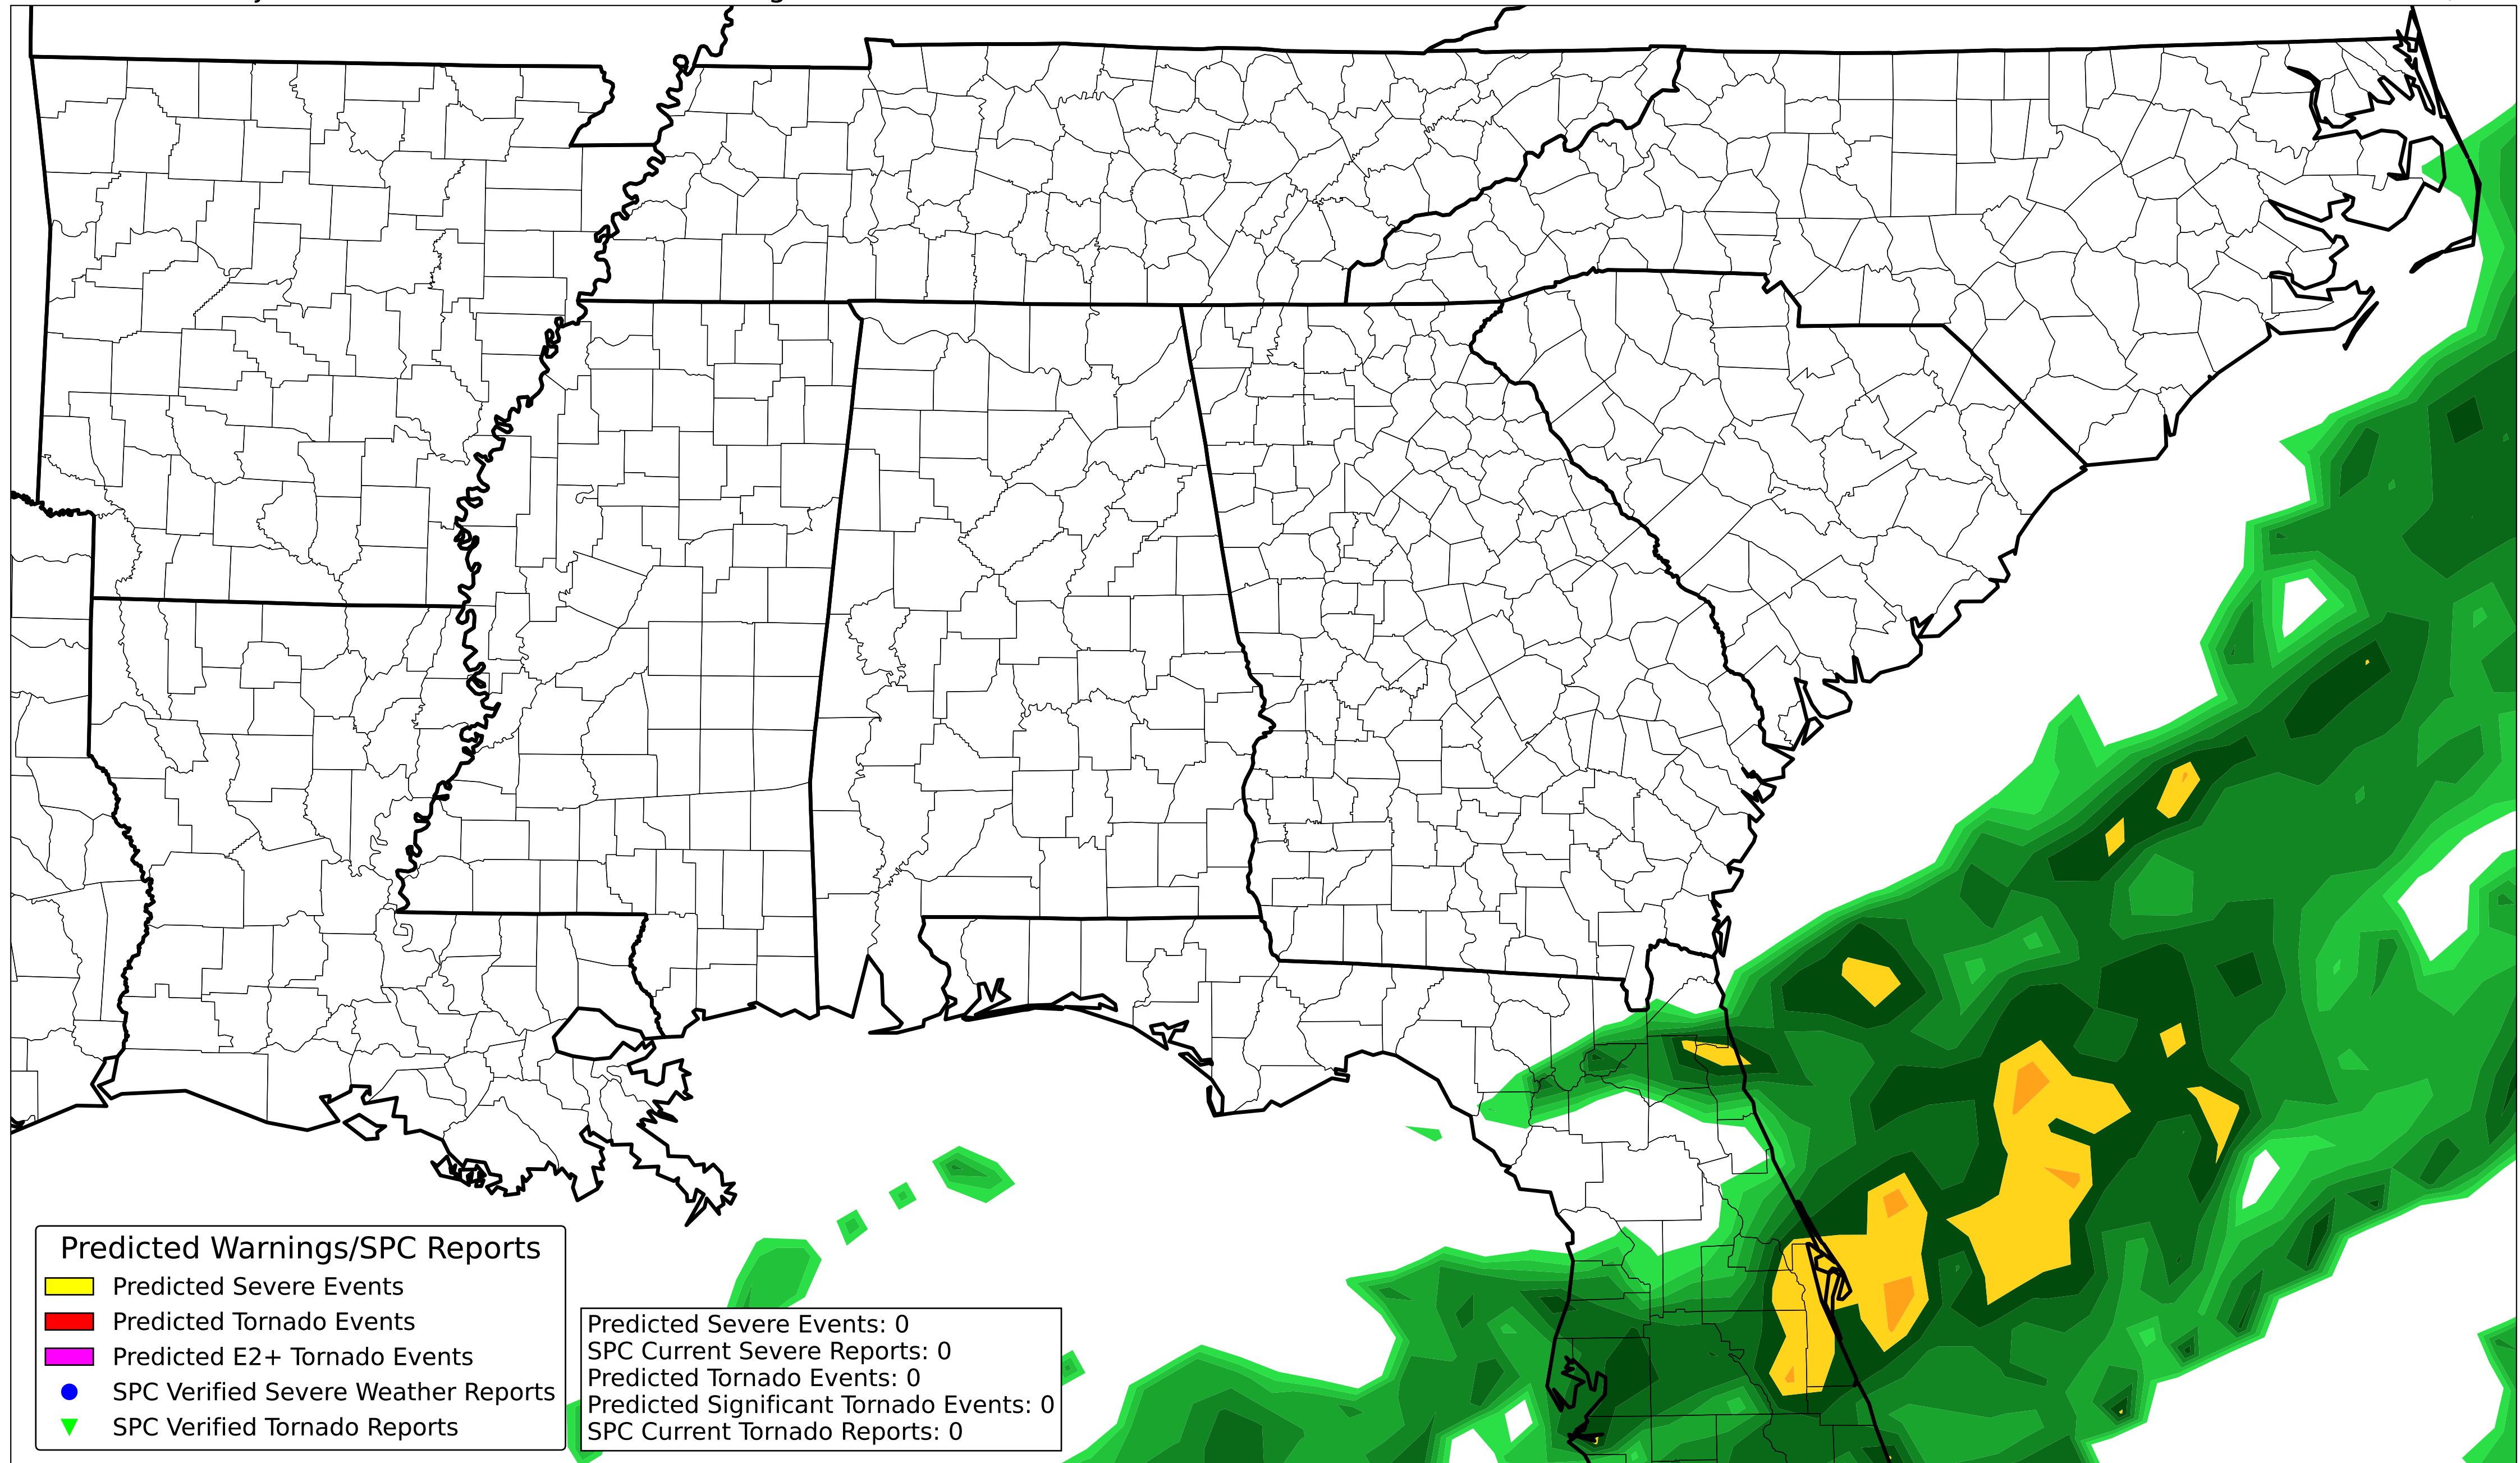 Predicted Warnings/SPC Reports
Predicted Severe Events
Predicted Tornado Events
Predicted E2+ Tornado Events
SPC Verified Severe Weather Reports
SPC Verified Tornado Reports
Predicted Severe Events: 0
SPC Current Severe Reports: 0
Predicted Tornado Events: 0
Predicted Significant Tornado Events: 0
SPC Current Tornado Reports: 0